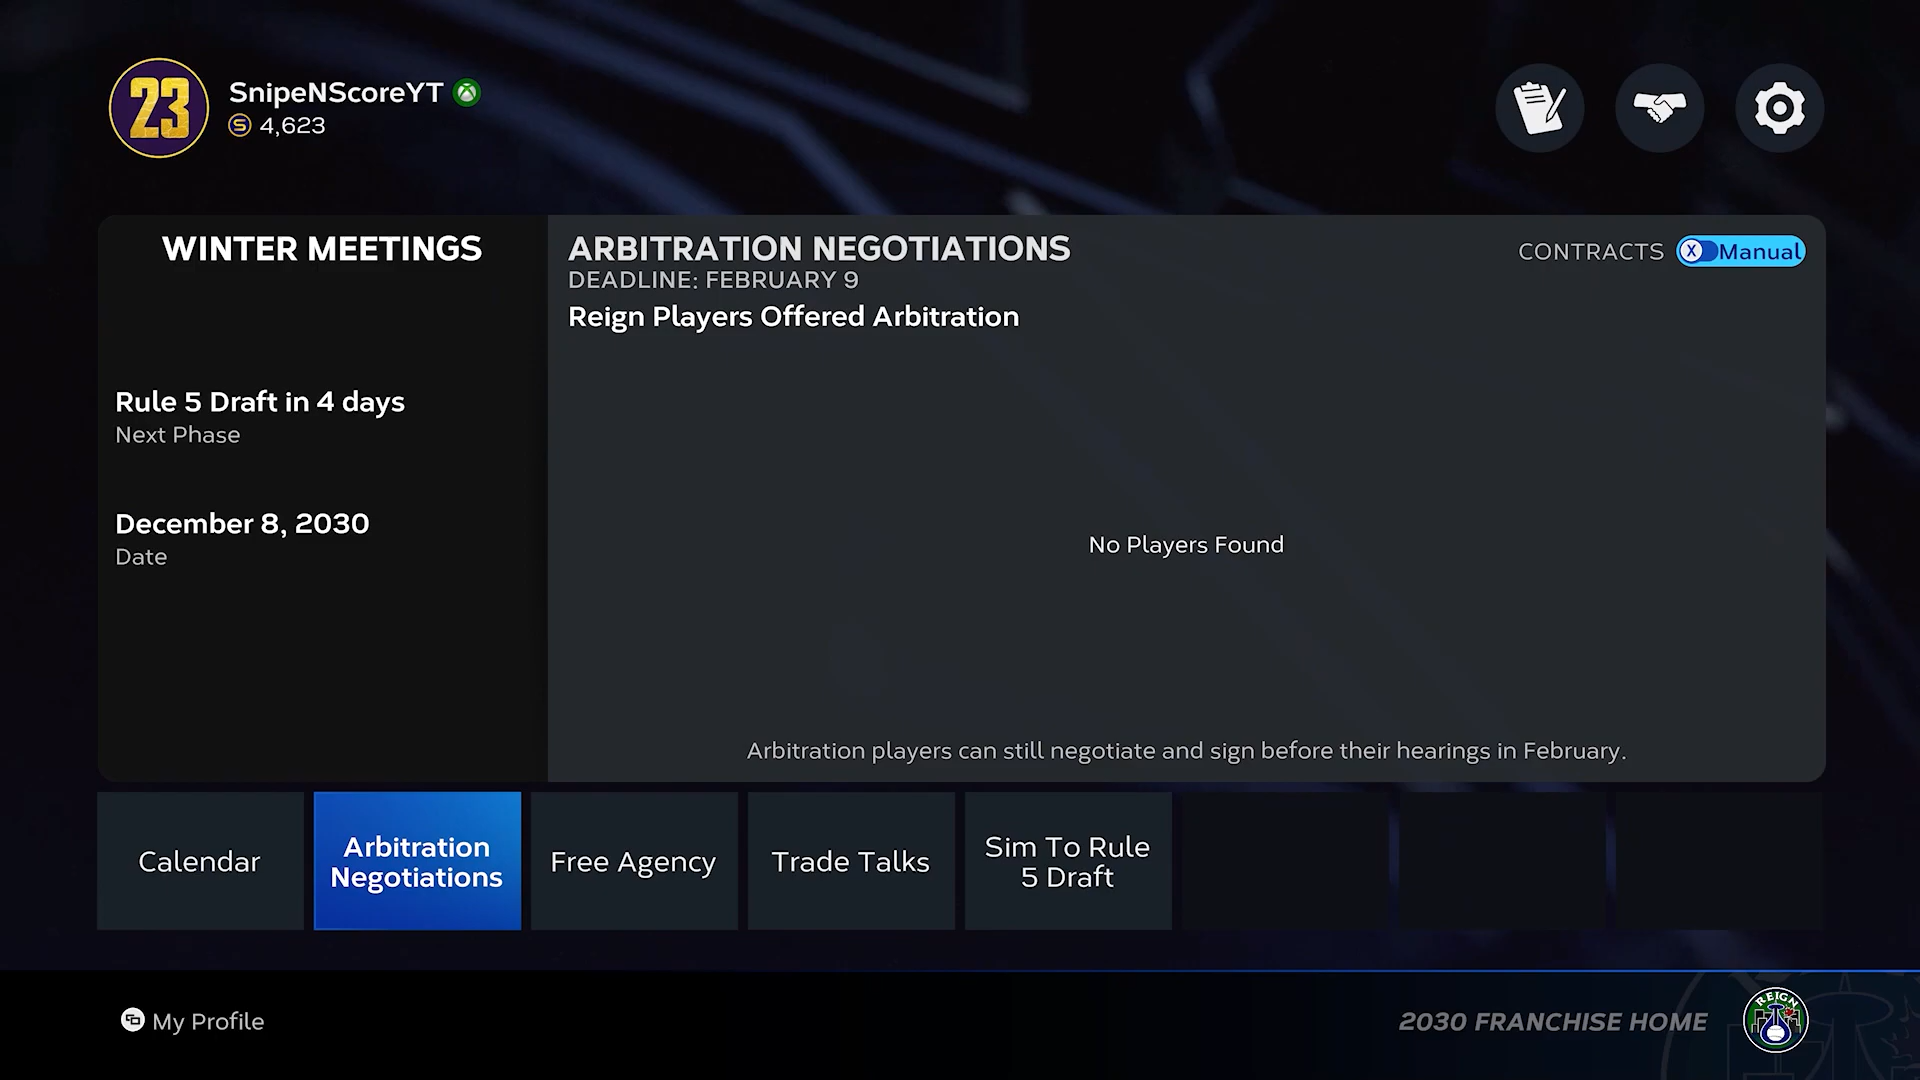 23
SnipeNScoreYT
S 4,623
WINTER MEETINGS
Rule 5 Draft in 4 days
Next Phase
December 8, 2030
Date
ARBITRATION NEGOTIATIONS
DEADLINE: FEBRUARY 9
Reign Players Offered Arbitration
CONTRACTS X Manual
No Players Found
Arbitration players can still negotiate and sign before their hearings in February.
Calendar
Arbitration
Negotiations
Free Agency
Trade Talks
Sim To Rule
5 Draft
My Profile
2030 FRANCHISE HOME
REIGN